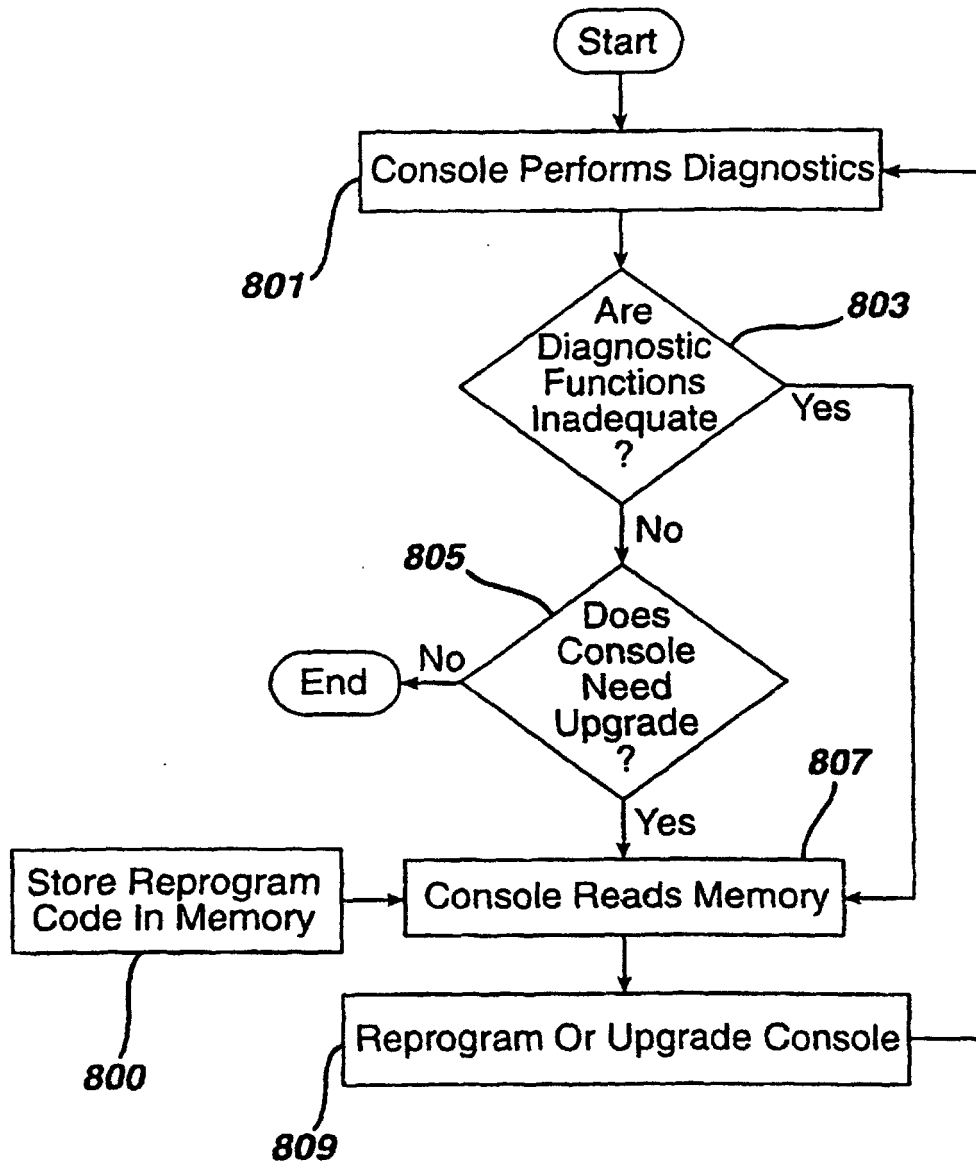 Start
Console Performs Diagnostics
801
Are
Diagnostic
Functions
Inadequate
?
803
Yes
No
805
Does
Console
Need
Upgrade
?
No
End
807
Yes
Store Reprogram
Code In Memory
Console Reads Memory
800
Reprogram Or Upgrade Console
809